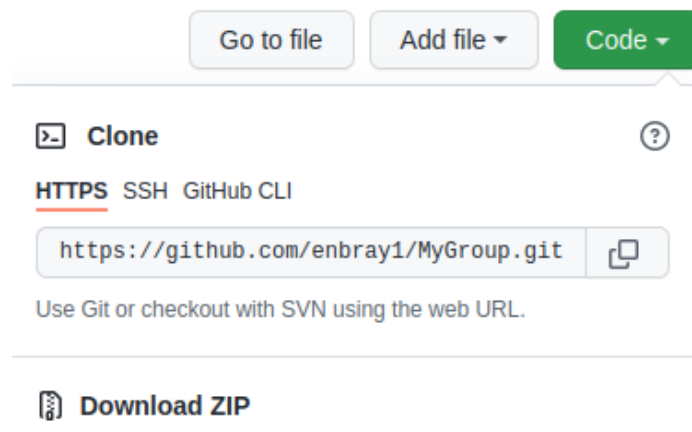 Go to file Add file Code
Clone
HTTPS SSH GitHub CLI
https://github.com/enbray1/MyGroup.git
Use Git or checkout with SVN using the web URL.
Download ZIP